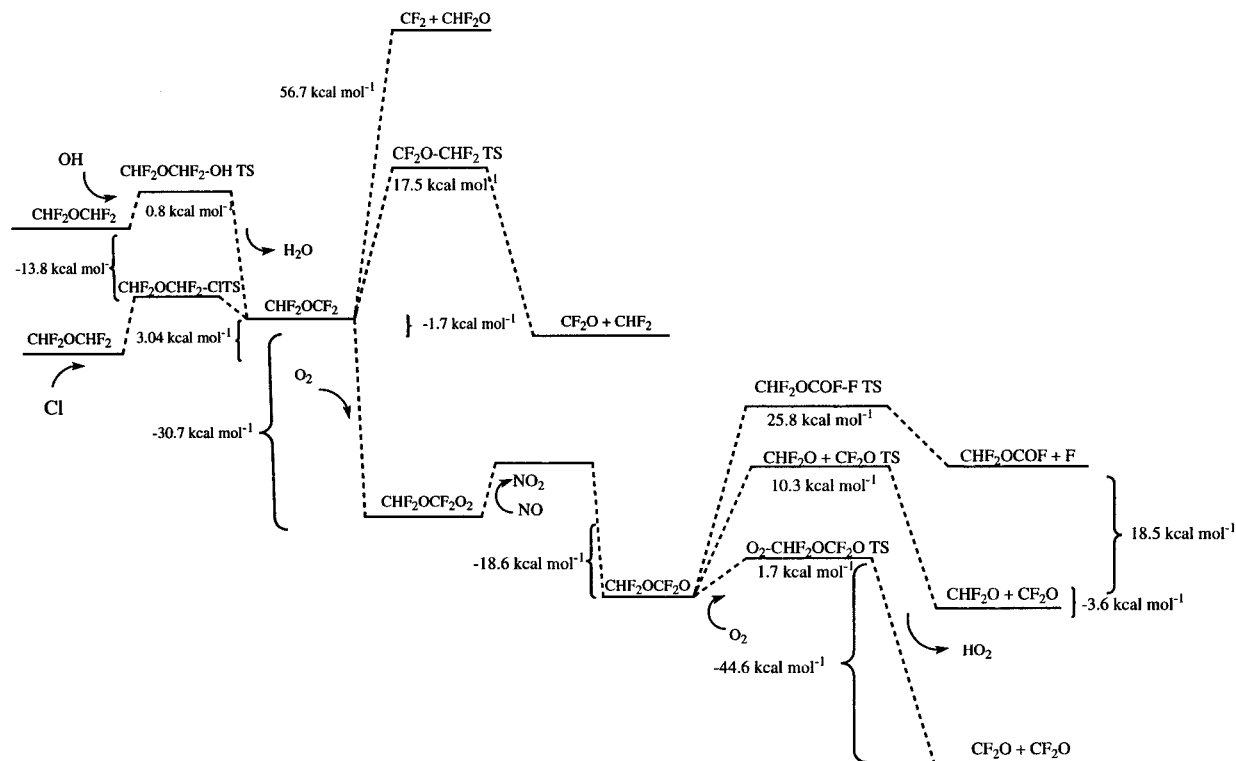 CF₂ + CHF₂O
56.7 kcal mol⁻¹
CF₂O-CHF₂ TS
17.5 kcal mol⁻¹
OH
CHF₂OCHF₂-OH TS
0.8 kcal mol⁻
CHF₂OCHF₂
H₂O
-13.8 kcal mol⁻
CHF₂OCHF₂-ClTS
CHF₂OCF₂
CHF₂OCHF₂
3.04 kcal mol⁻¹
-1.7 kcal mol⁻¹
CF₂O + CHF₂
Cl
O₂
-30.7 kcal mol⁻¹
CHF₂OCF₂O₂
NO₂
NO
-18.6 kcal mol⁻¹
CHF₂OCF₂O
CHF₂OCOF-F TS
25.8 kcal mol⁻¹
CHF₂OCOF + F
CHF₂O + CF₂O TS
10.3 kcal mol⁻¹
18.5 kcal mol⁻¹
O₂-CHF₂OCF₂O TS
1.7 kcal mol⁻¹
CHF₂O + CF₂O
-3.6 kcal mol⁻¹
O₂
HO₂
-44.6 kcal mol⁻¹
CF₂O + CF₂O